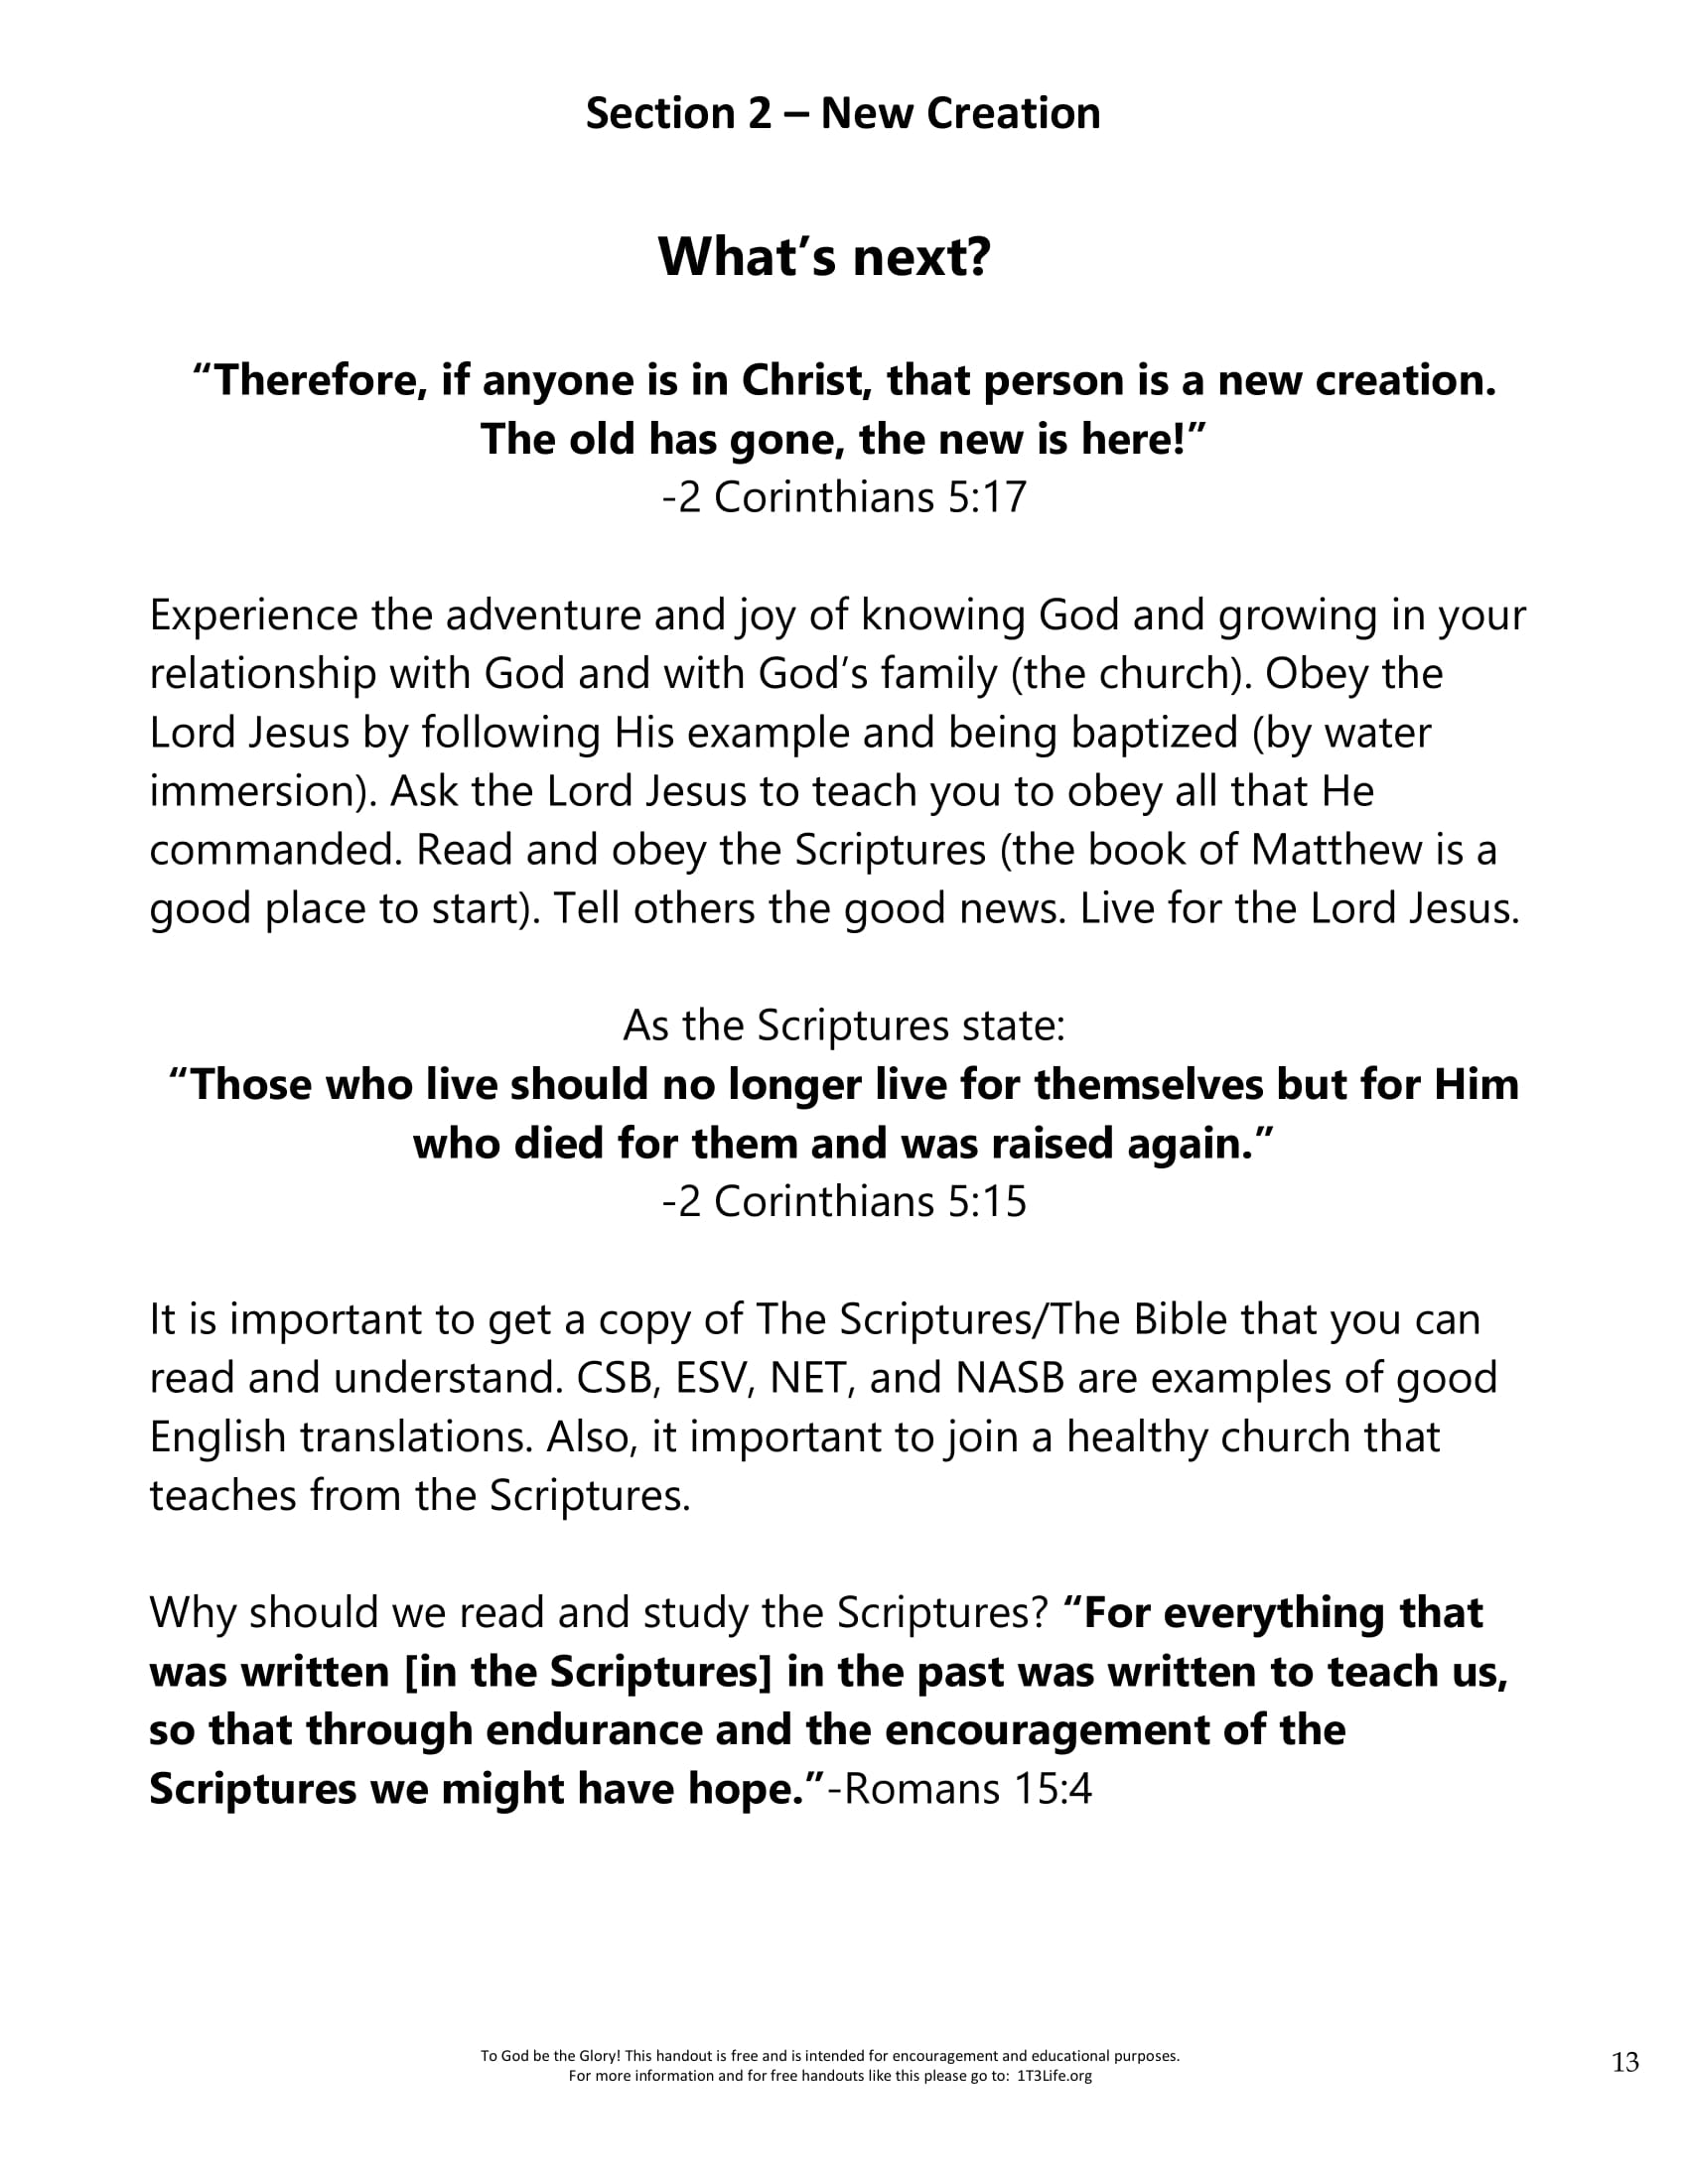 Section 2 – New Creation
What’s next?
“Therefore, if anyone is in Christ, that person is a new creation.
The old has gone, the new is here!”
-2 Corinthians 5:17
Experience the adventure and joy of knowing God and growing in your
relationship with God and with God’s family (the church). Obey the
Lord Jesus by following His example and being baptized (by water
immersion). Ask the Lord Jesus to teach you to obey all that He
commanded. Read and obey the Scriptures (the book of Matthew is a
good place to start). Tell others the good news. Live for the Lord Jesus.
As the Scriptures state:
“Those who live should no longer live for themselves but for Him
who died for them and was raised again.”
-2 Corinthians 5:15
It is important to get a copy of The Scriptures/The Bible that you can
read and understand. CSB, ESV, NET, and NASB are examples of good
English translations. Also, it important to join a healthy church that
teaches from the Scriptures.
Why should we read and study the Scriptures? “For everything that
was written [in the Scriptures] in the past was written to teach us,
so that through endurance and the encouragement of the
Scriptures we might have hope.”-Romans 15:4
To God be the Glory! This handout is free and is intended for encouragement and educational purposes.
For more information and for free handouts like this please go to:  1T3Life.org
13